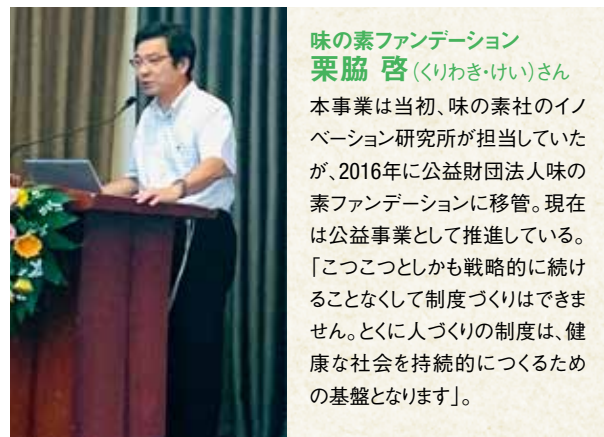 味の素ファンデーション
栗脇 啓(くりわき・けい)さん
本事業は当初、味の素社のイノ
ベーション研究所が担当していた
が、2016年に公益財団法人味の
素ファンデーションに移管。現在
は公益事業として推進している。
「こつこつとしかも戦略的に続け
ることなくして制度づくりはできま
せん。とくに人づくりの制度は、健
康な社会を持続的につくるため
の基盤となります」。